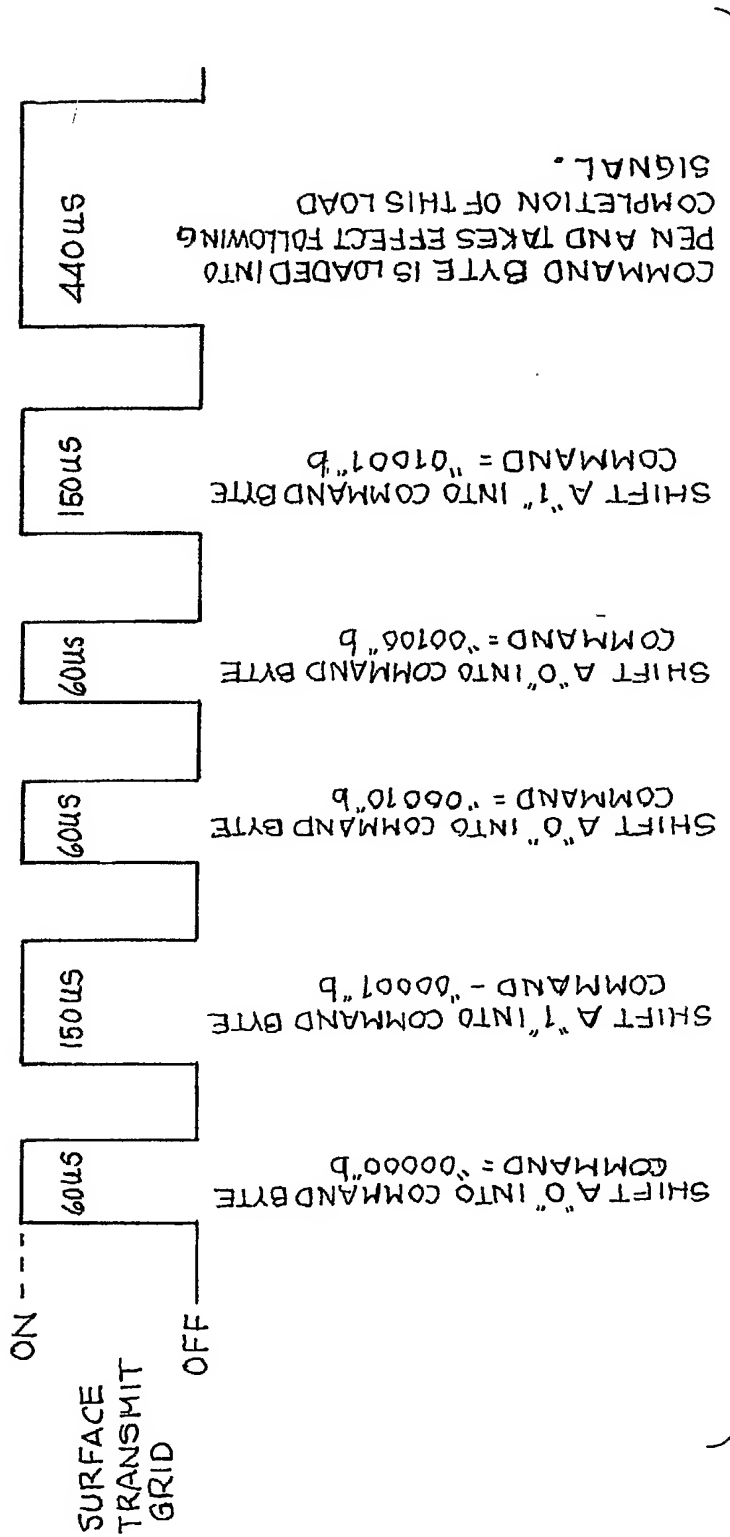 ON
SURFACE
TRANSMIT
GRID
OFF
60us
150us
60us
60us
150us
440us
SHIFT A "0" INTO COMMAND BYTE
COMMAND = "00000"b
SHIFT A "1" INTO COMMAND BYTE
COMMAND - "00001"b
SHIFT A "0" INTO COMMAND BYTE
COMMAND = "00010"b
SHIFT A "0" INTO COMMAND BYTE
COMMAND = "00100"b
SHIFT A "1" INTO COMMAND BYTE
COMMAND = "01001"b
COMMAND BYTE IS LOADED INTO
PEN AND TAKES EFFECT FOLLOWING
COMPLETION OF THIS LOAD
SIGNAL.